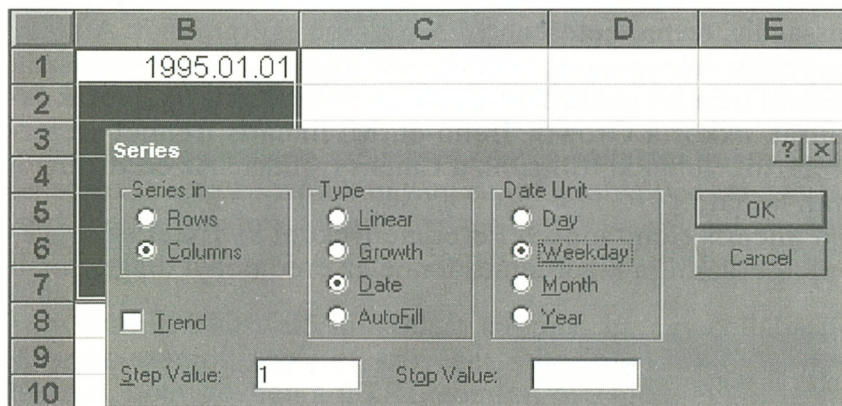 B C D E
1 1995.01.01
2
3
4
5
6
7
8
9
10
Series ?
Series in
Rows
Columns
Type
Linear
Growth
Date
AutoFill
Date Unit
Day
Weekday
Month
Year
OK
Cancel
Trend
Step Value: 1 Stop Value: